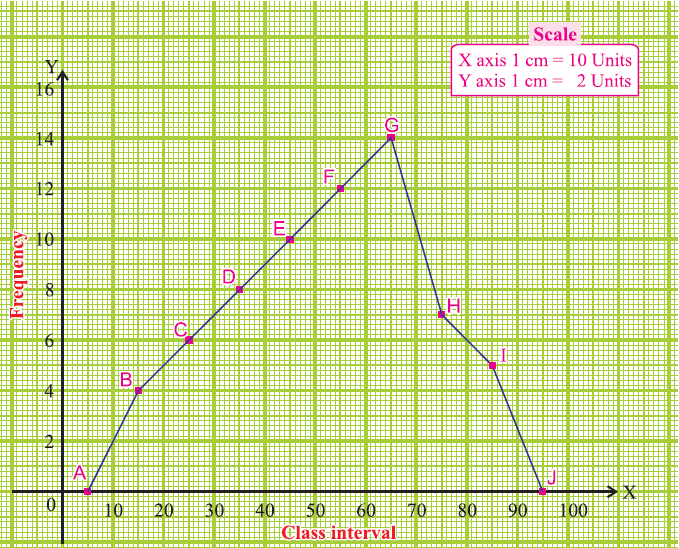 Scale
X axis 1 cm = 10 Units
Y axis 1 cm = 2 Units
Y
16
14
12
10
8
6
4
2
0
Frequency
A
B
C
D
E
F
G
H
I
J
X
10 20 30 40 50 60 70 80 90 100
Class interval